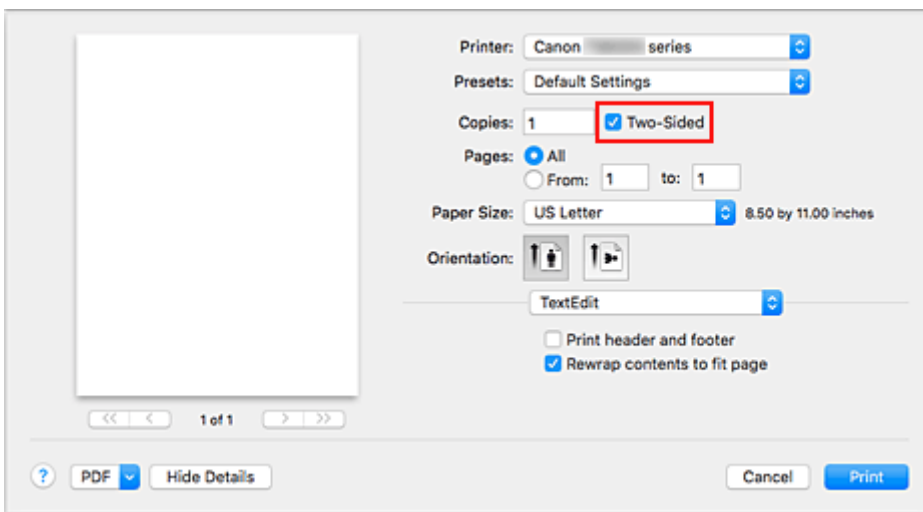 Printer: Canon series
Presets: Default Settings
Copies: 1 Two-Sided
Pages: All
From: 1 to: 1
Paper Size: US Letter 8.50 by 11.00 inches
Orientation:
TextEdit
Print header and footer
Rewrap contents to fit page
<< < 1 of 1 > >>
? PDF Hide Details Cancel Print